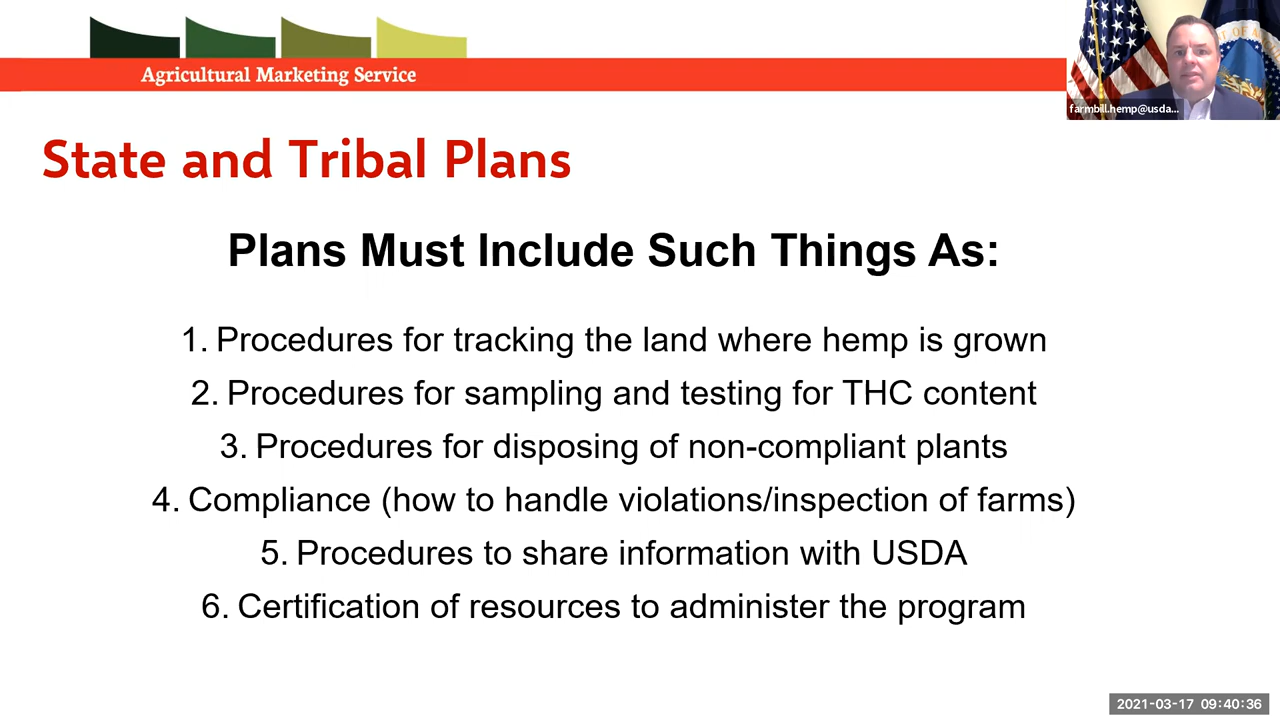 Agricultural Marketing Service
farmbill.hemp@usda...
State and Tribal Plans
Plans Must Include Such Things As:
1. Procedures for tracking the land where hemp is grown
2. Procedures for sampling and testing for THC content
3. Procedures for disposing of non-compliant plants
4. Compliance (how to handle violations/inspection of farms)
5. Procedures to share information with USDA
6. Certification of resources to administer the program
2021-03-17 09:40:36